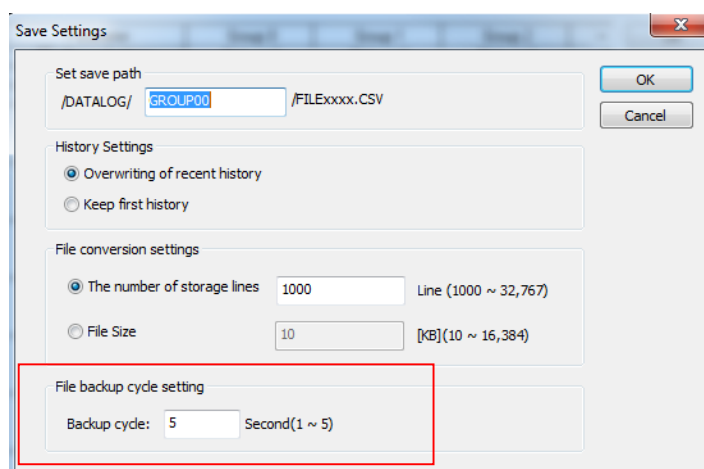 Save Settings
Set save path
OK
/DATALOG/ GROUP00 /FILExxxx.CSV
Cancel
History Settings
Overwriting of recent history
Keep first history
File conversion settings
The number of storage lines 1000 Line (1000 ~ 32,767)
File Size 10 [KB](10 ~ 16,384)
File backup cycle setting
Backup cycle: 5 Second(1 ~ 5)